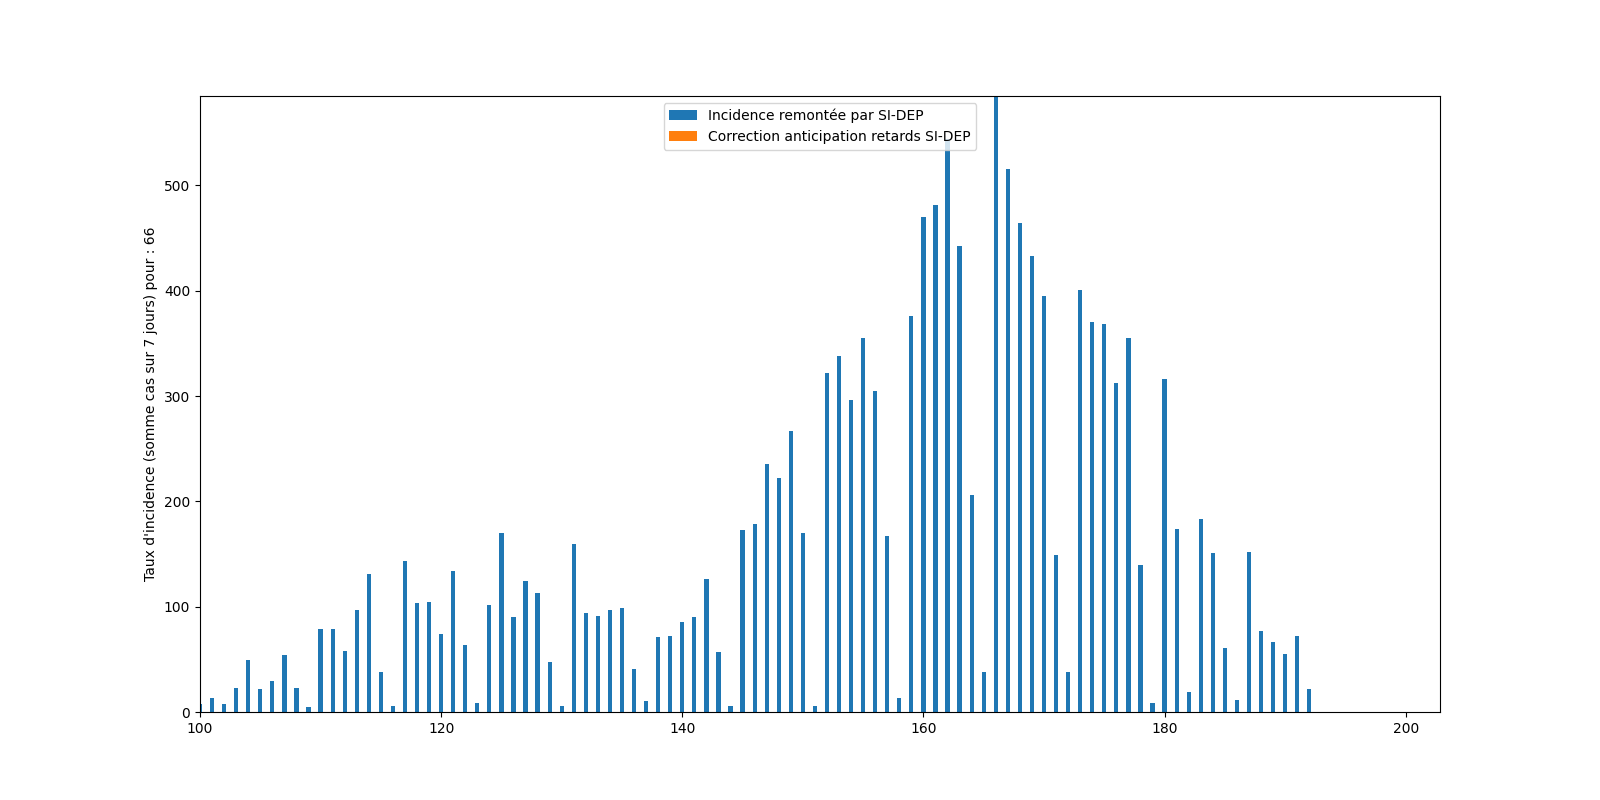 Incidence remontée par SI-DEP
Correction anticipation retards SI-DEP
Taux d'incidence (somme cas sur 7 jours) pour : 66
500
400
300
200
100
0
100 120 140 160 180 200